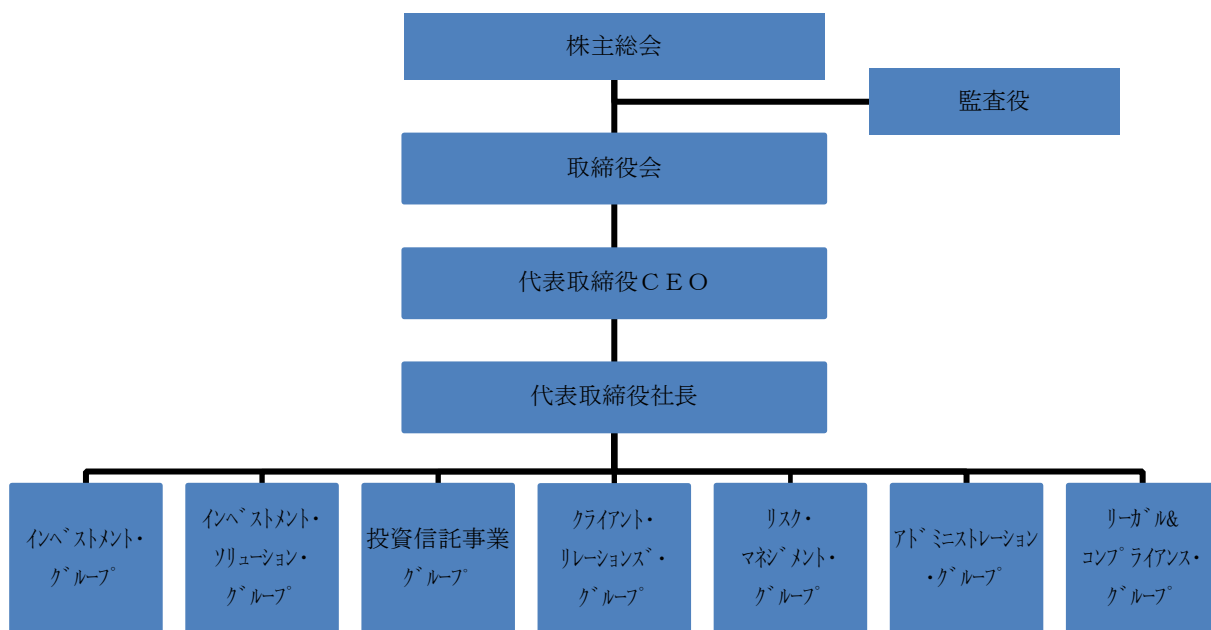 株主総会
監査役
取締役会
代表取締役ＣＥＯ
代表取締役社長
ｲﾝﾍﾞｽﾄﾒﾝﾄ・
ｸﾞﾙｰﾌﾟ
ｲﾝﾍﾞｽﾄﾒﾝﾄ・
ｿﾘｭｰｼｮﾝ・
ｸﾞﾙｰﾌﾟ
投資信託事業
ｸﾞﾙｰﾌﾟ
ｸﾗｲｱﾝﾄ・
ﾘﾚｰｼｮﾝｽﾞ・
ｸﾞﾙｰﾌﾟ
ﾘｽｸ・
ﾏﾈｼﾞﾒﾝﾄ・
ｸﾞﾙｰﾌﾟ
ｱﾄﾞﾐﾆｽﾄﾚｰｼｮﾝ
・ｸﾞﾙｰﾌﾟ
ﾘｰｶﾞﾙ&
ｺﾝﾌﾟﾗｲｱﾝｽ・
ｸﾞﾙｰﾌﾟ